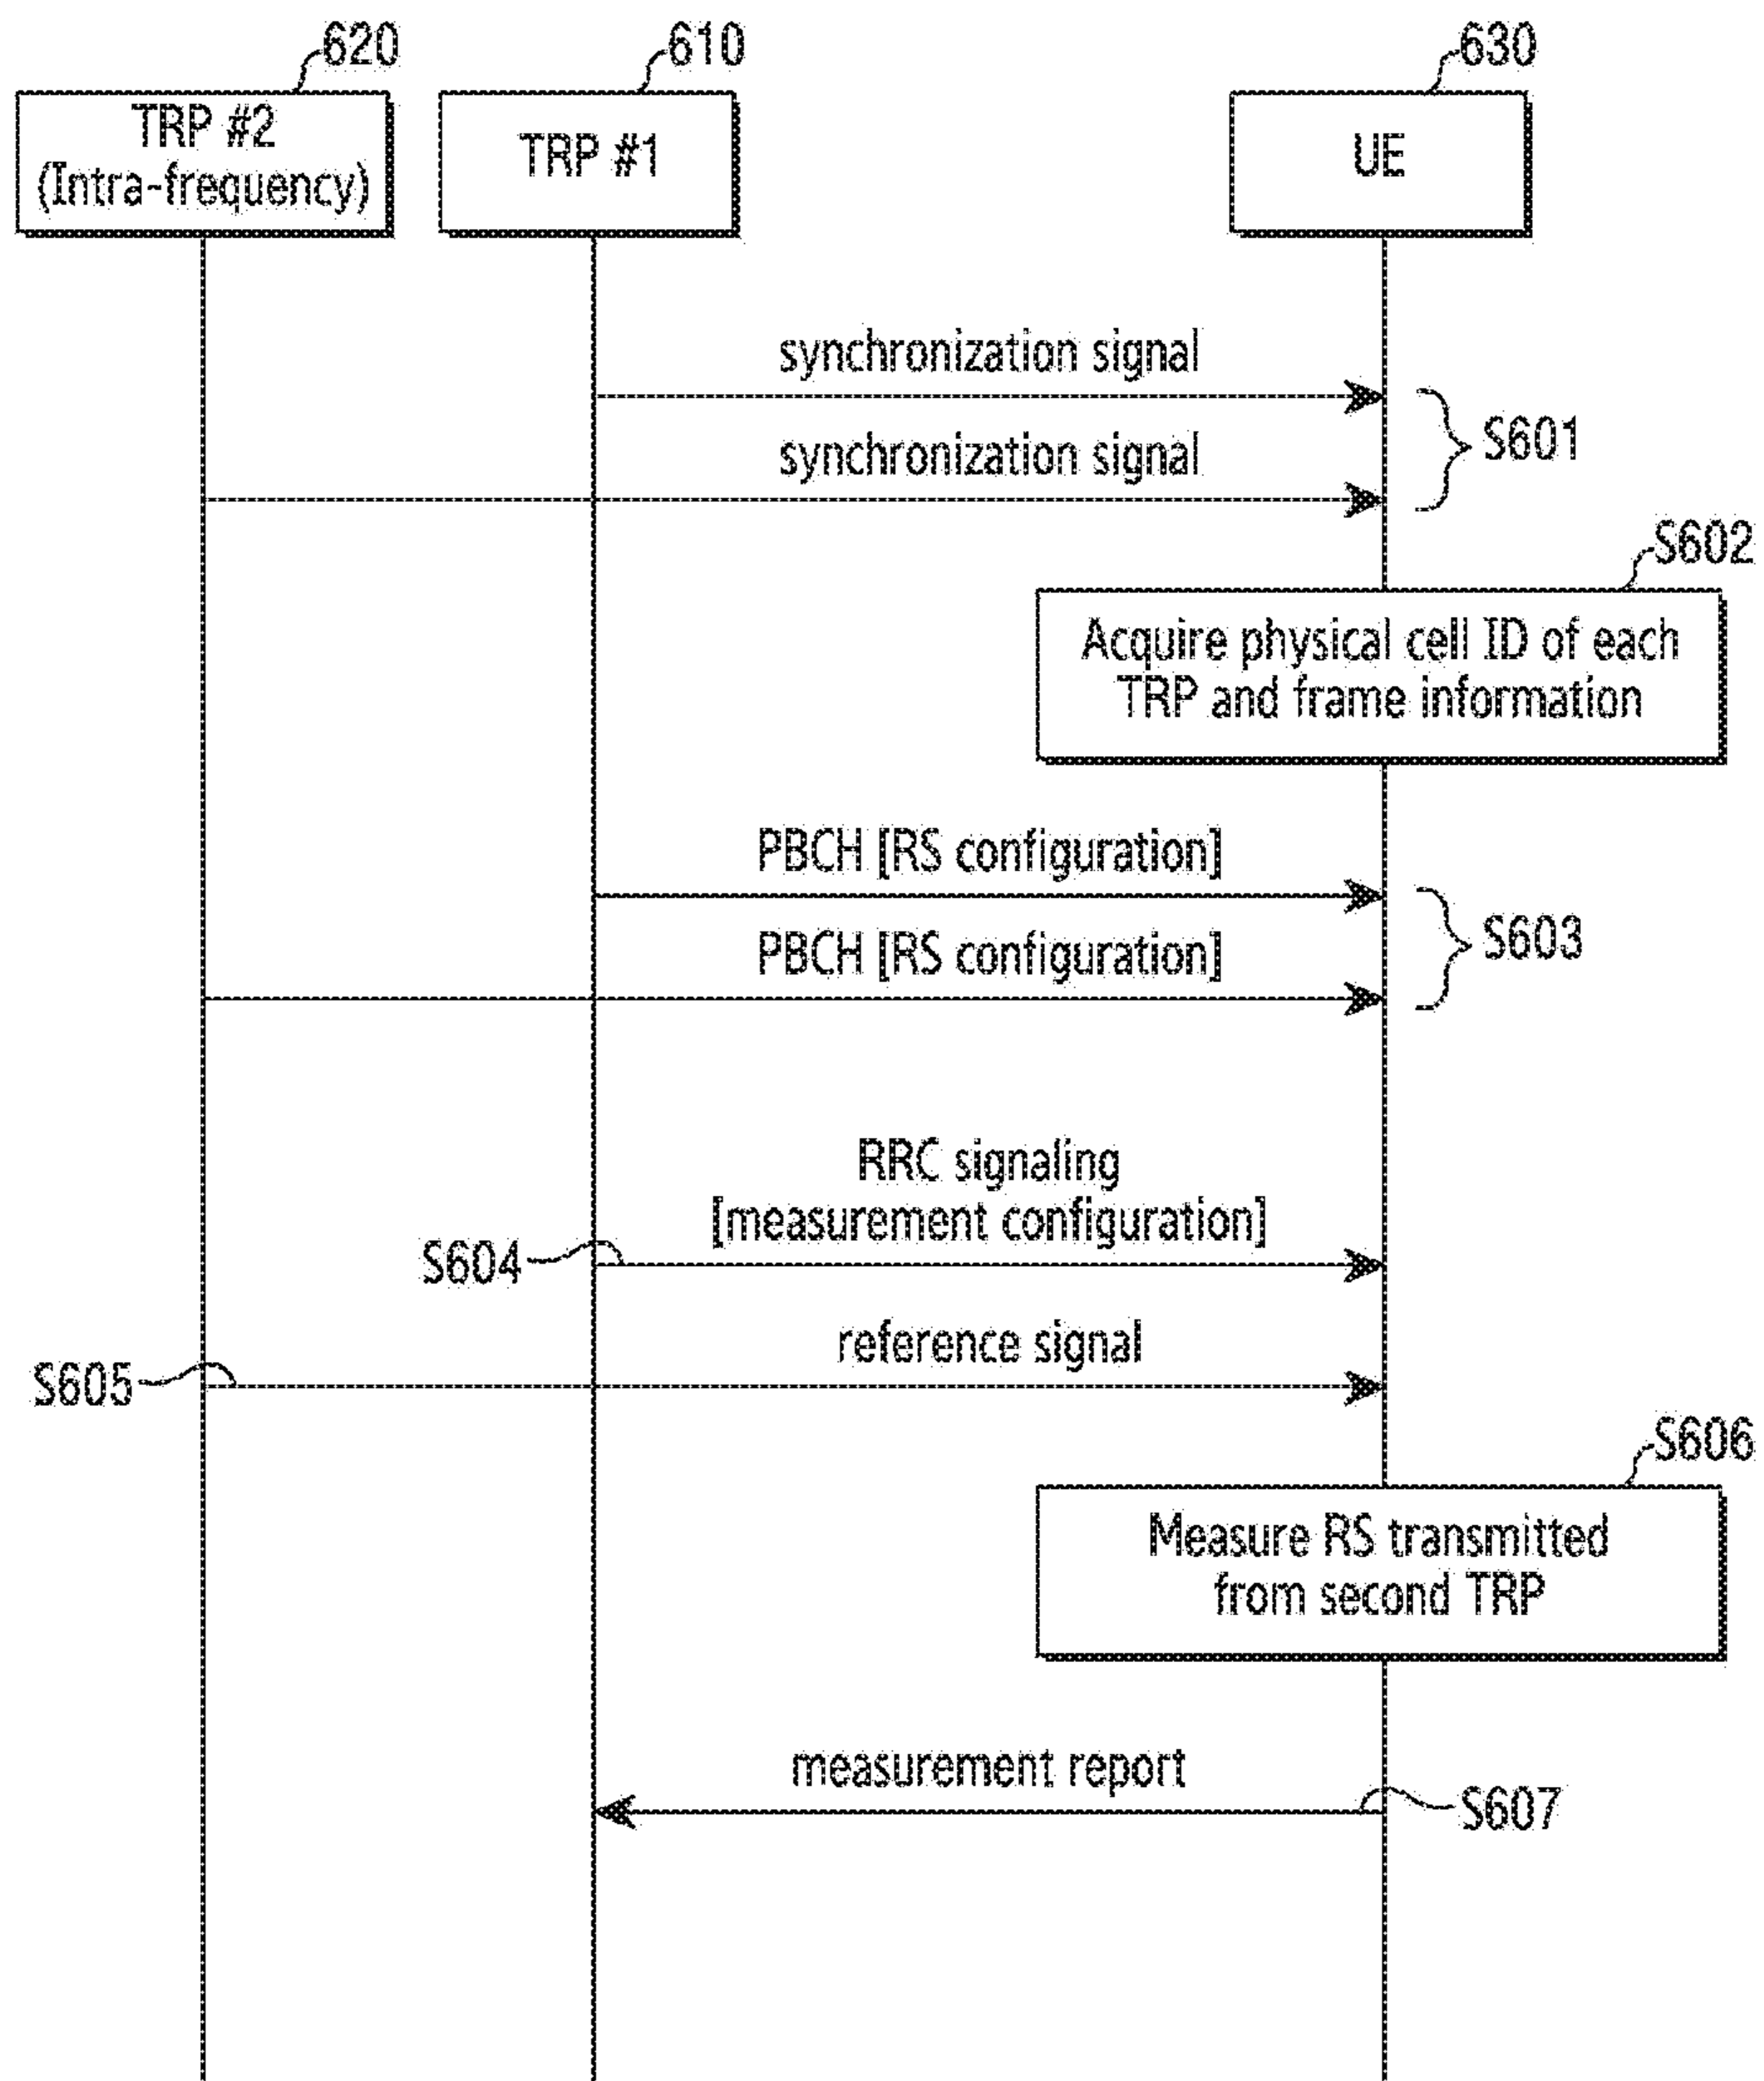 620
610
630
TRP #2
(Intra-frequency)
TRP #1
UE
synchronization signal
synchronization signal
S601
S602
Acquire physical cell ID of each
TRP and frame information
PBCH [RS configuration]
PBCH [RS configuration]
S603
RRC signaling
[measurement configuration]
S604
reference signal
S605
S606
Measure RS transmitted
from second TRP
measurement report
S607